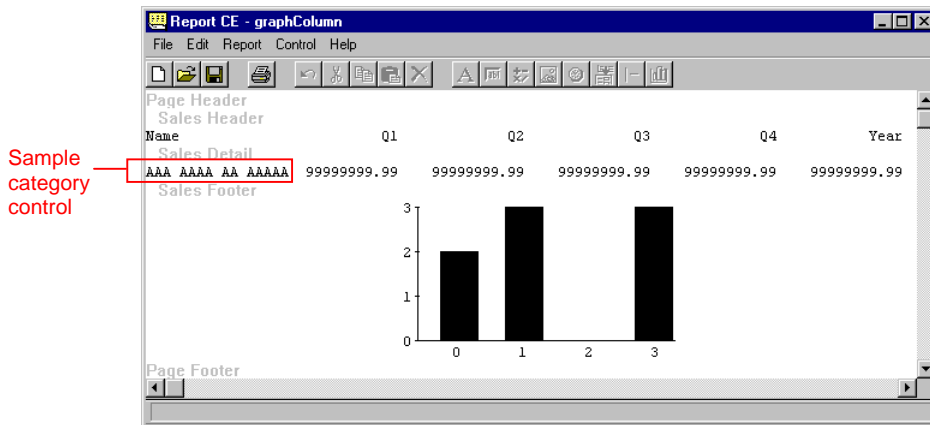 Report CE - graphColumn
File Edit Report Control Help
Page Header
Sales Header
Name Q1 Q2 Q3 Q4 Year
Sales Detail
AAA AAAA AA AAAAA 99999999.99 99999999.99 99999999.99 99999999.99 99999999.99
Sales Footer
Sample
category
control
3
2
1
0
0 1 2 3
Page Footer